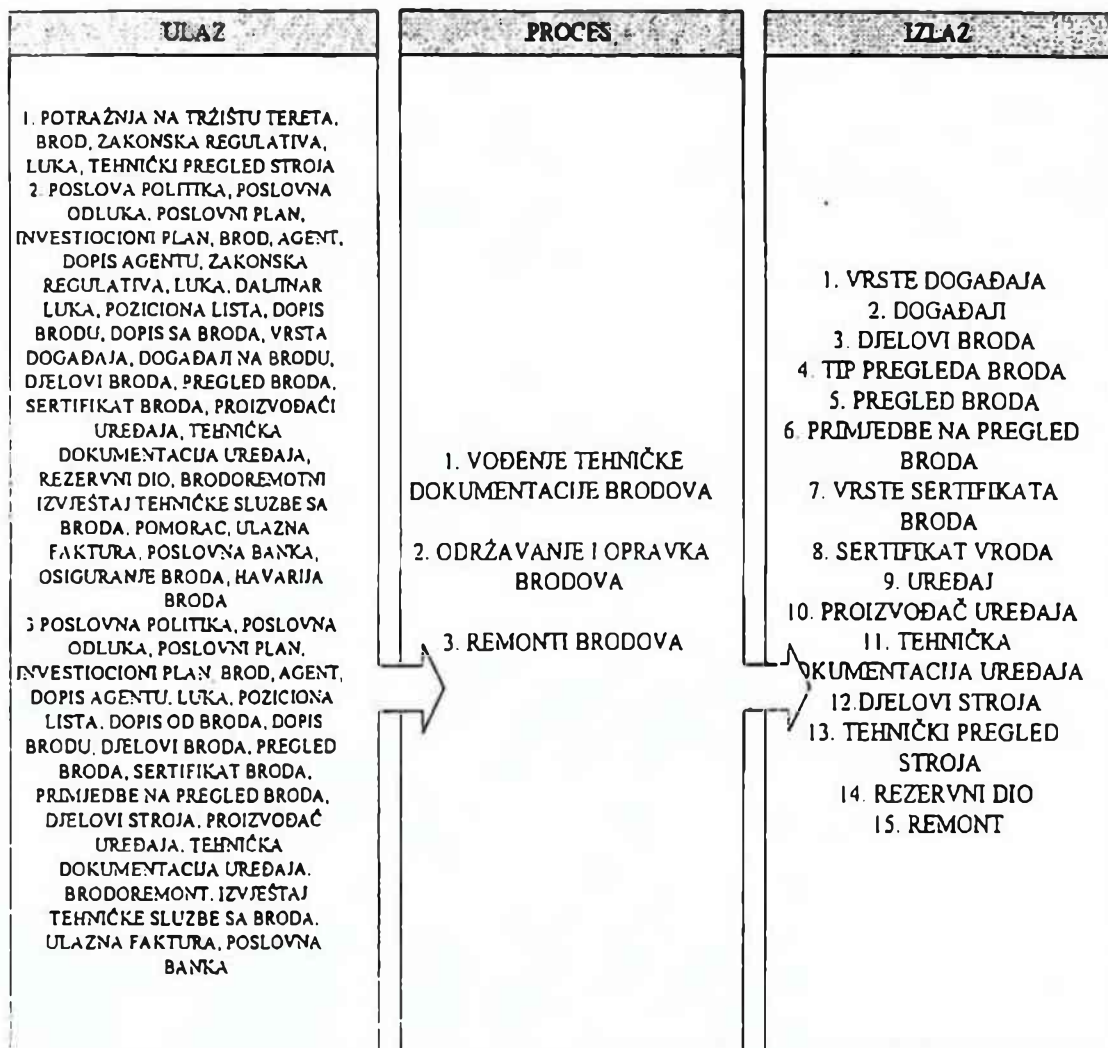 ULAZ
1. POTRAŽNJA NA TRŽIŠTU TERETA,
BROD, ZAKONSKA REGULATIVA,
LUKA, TEHNIČKI PREGLED STROJA
2. POSLOVA POLITIKA, POSLOVNA
ODLUKA, POSLOVNI PLAN,
INVESTIOCIONI PLAN, BROD, AGENT,
DOPIS AGENTU, ZAKONSKA
REGULATIVA, LUKA, DALJINAR
LUKA, POZICIONA LISTA, DOPIS
BRODU, DOPIS SA BRODA, VRSTA
DOGAĐAJA, DOGAĐAJI NA BRODU,
DJELOVI BRODA, PREGLED BRODA,
SERTIFIKAT BRODA, PROIZVOĐAČI
UREĐAJA, TEHNIČKA
DOKUMENTACIJA UREĐAJA,
REZERVNI DIO, BRODOREMOTNI
IZVJEŠTAJ TEHNIČKE SLUZBE SA
BRODA, POMORAC, ULAZNA
FAKTURA, POSLOVNA BANKA,
OSIGURANJE BRODA, HAVARIJA
BRODA
3 POSLOVNA POLITIKA, POSLOVNA
ODLUKA, POSLOVNI PLAN,
INVESTIOCIONI PLAN, BROD, AGENT,
DOPIS AGENTU, LUKA, POZICIONA
LISTA, DOPIS OD BRODA, DOPIS
BRODU, DJELOVI BRODA, PREGLED
BRODA, SERTIFIKAT BRODA,
PRIMJEDBE NA PREGLED BRODA,
DJELOVI STROJA, PROIZVOĐAČ
UREĐAJA, TEHNIČKA
DOKUMENTACIJA UREĐAJA.
BRODOREMONT. IZVJEŠTAJ
TEHNIČKE SLUZBE SA BRODA.
ULAZNA FAKTURA, POSLOVNA
BANKA
PROCES
1. VOĐENJE TEHNIČKE
DOKUMENTACIJE BRODOVA
2. ODRŽAVANJE I OPRAVKA
BRODOVA
3. REMONTI BRODOVA
IZLAZ
1. VRSTE DOGAĐAJA
2. DOGAĐAJI
3. DJELOVI BRODA
4. TIP PREGLEDA BRODA
5. PREGLED BRODA
6. PRIMJEDBE NA PREGLED
BRODA
7. VRSTE SERTIFIKATA
BRODA
8. SERTIFIKAT VRODA
9. UREĐAJ
10. PROIZVOĐAČ UREĐAJA
11. TEHNIČKA
OKUMENTACIJA UREĐAJA
12.DJELOVI STROJA
13. TEHNIČKI PREGLED
STROJA
14. REZERVNI DIO
15. REMONT